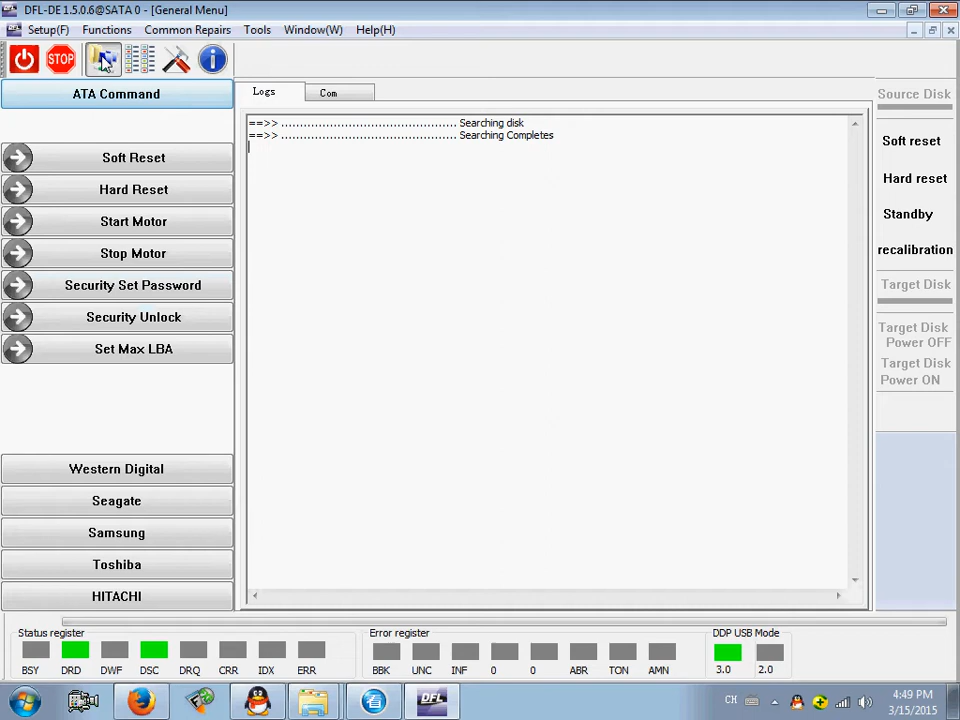 DFL-DE 1.5.0.6@SATA 0 - [General Menu]
Setup(F) Functions Common Repairs Tools Window(W) Help(H)
STOP
ATA Command
Soft Reset
Hard Reset
Start Motor
Stop Motor
Security Set Password
Security Unlock
Set Max LBA
Western Digital
Seagate
Samsung
Toshiba
HITACHI
Logs Com
==>> .............................................. Searching disk
==>> .............................................. Searching Completes
Source Disk
Soft reset
Hard reset
Standby
recalibration
Target Disk
Target Disk
Power OFF
Target Disk
Power ON
Status register
BSY DRD DWF DSC DRQ CRR IDX ERR
Error register
BBK UNC INF 0 0 ABR TON AMN
DDP USB Mode
3.0 2.0
看
DFL
CH
4:49 PM
3/15/2015